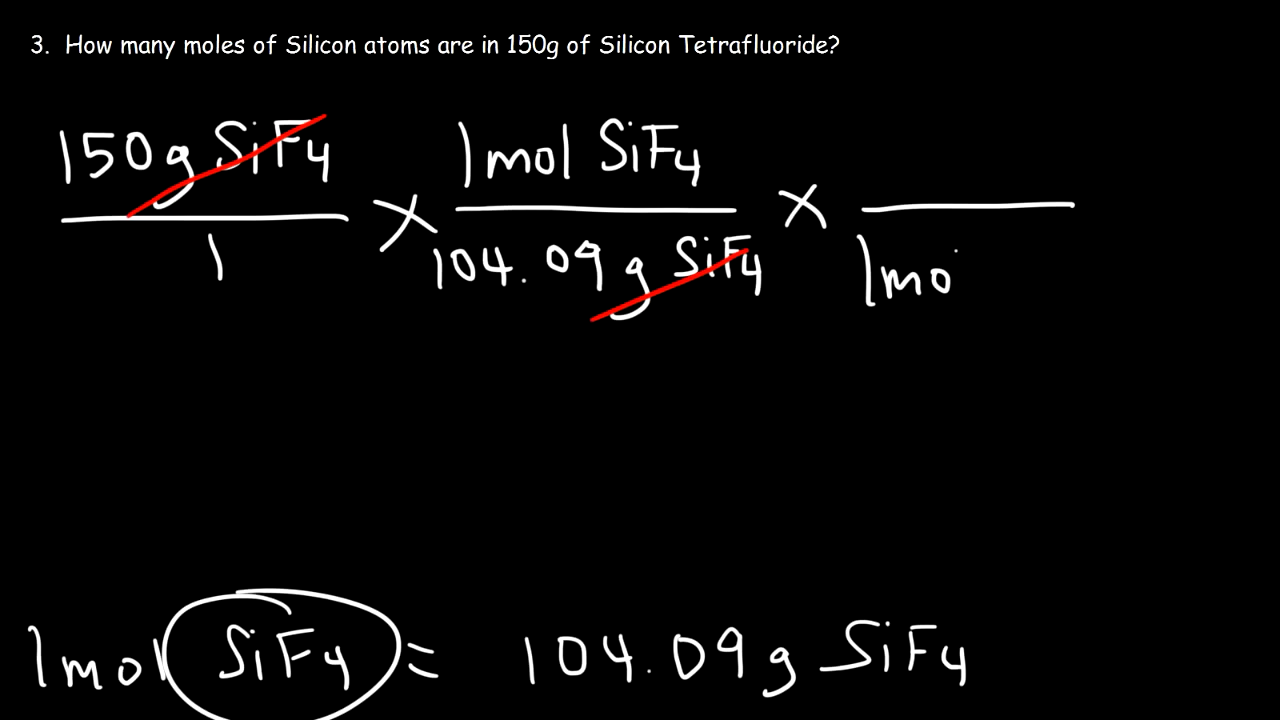 3. How many moles of Silicon atoms are in 150g of Silicon Tetrafluoride?
150g SiF4 / 1 × 1mol SiF4 / 104.09 g SiF4 × / 1mo
1mol SiF4 = 104.09g SiF4